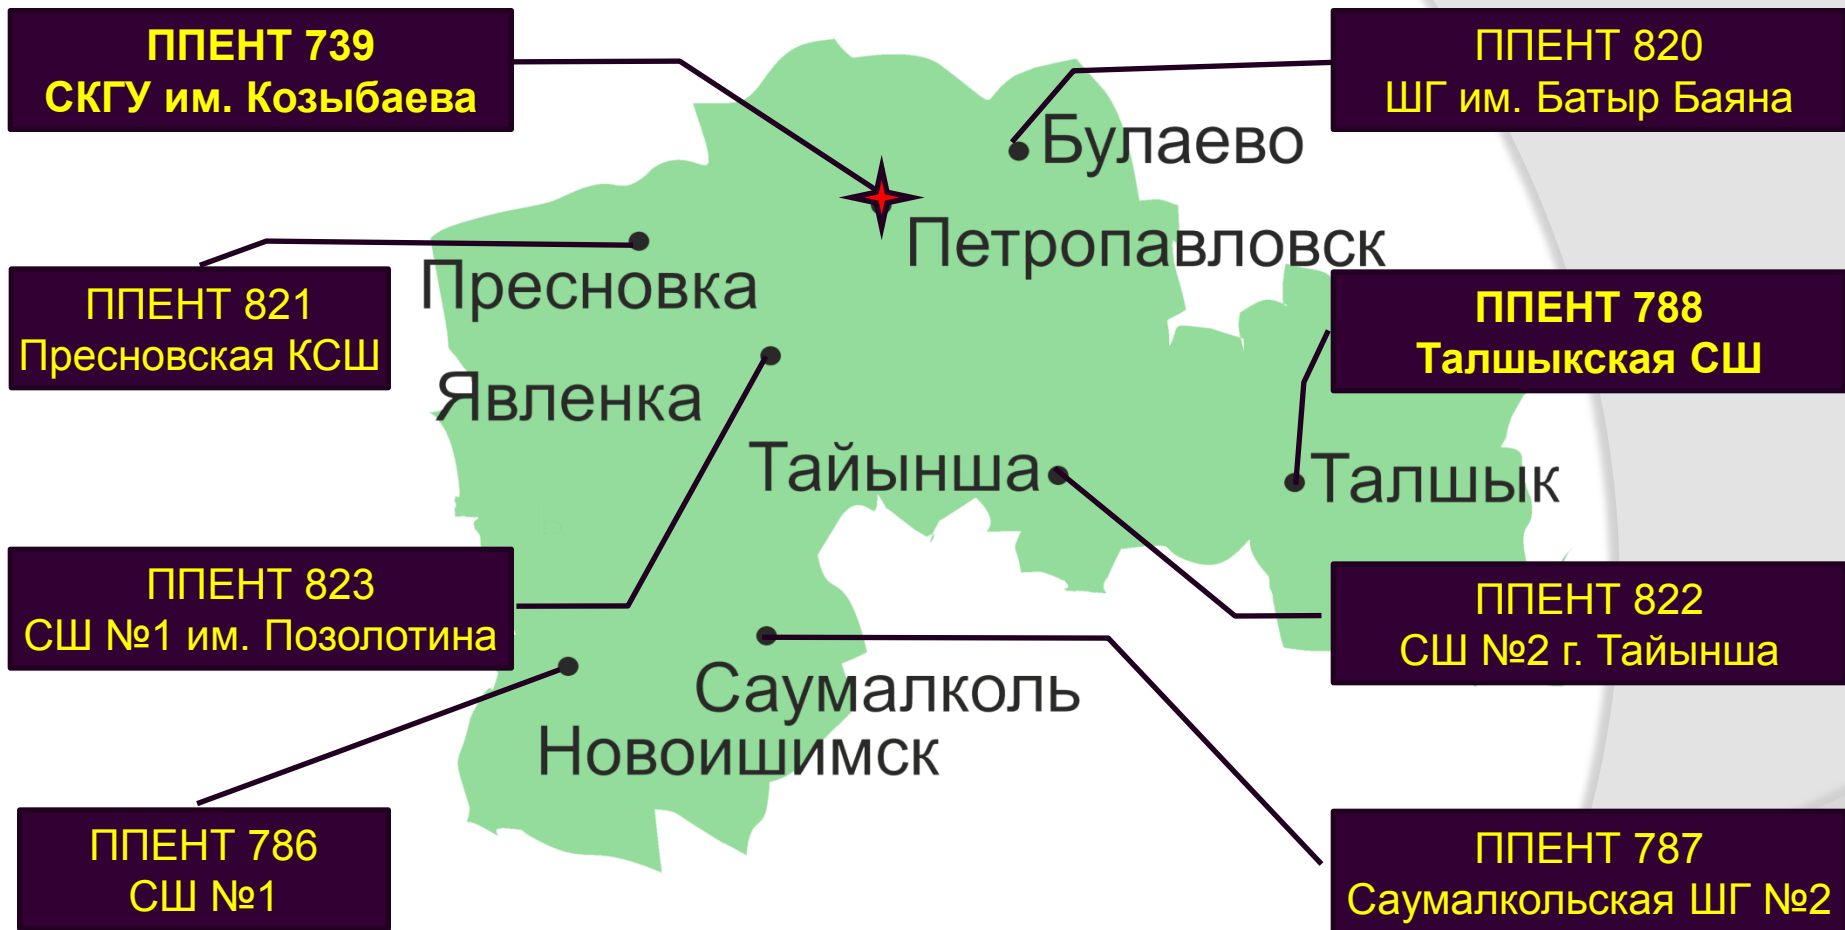 ППЕНТ 739
СКГУ им. Козыбаева
ППЕНТ 820
ШГ им. Батыр Баяна
Булаево
Петропавловск
Пресновка
ППЕНТ 821
Пресновская КСШ
ППЕНТ 788
Талшыкская СШ
Явленка
Тайынша
Талшык
ППЕНТ 823
СШ №1 им. Позолотина
ППЕНТ 822
СШ №2 г. Тайынша
Саумалколь
Новоишимск
ППЕНТ 786
СШ №1
ППЕНТ 787
Саумалкольская ШГ №2